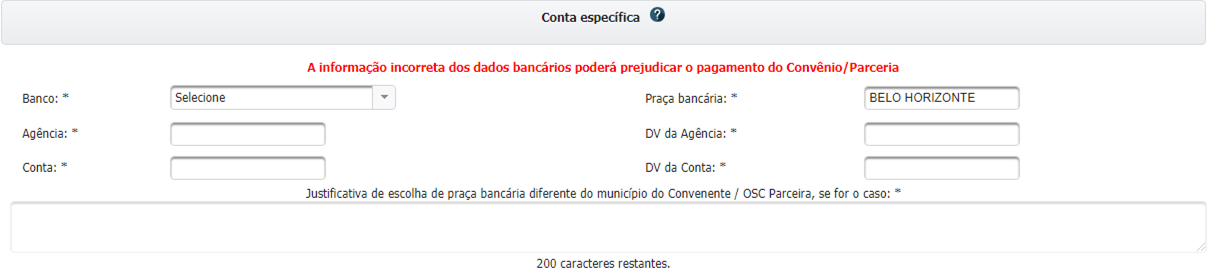 Conta específica ?
A informação incorreta dos dados bancários poderá prejudicar o pagamento do Convênio/Parceria
Banco: * Selecione Praça bancária: * BELO HORIZONTE
Agência: * DV da Agência: *
Conta: * DV da Conta: *
Justificativa de escolha de praça bancária diferente do município do Convenente / OSC Parceira, se for o caso: *
200 caracteres restantes.